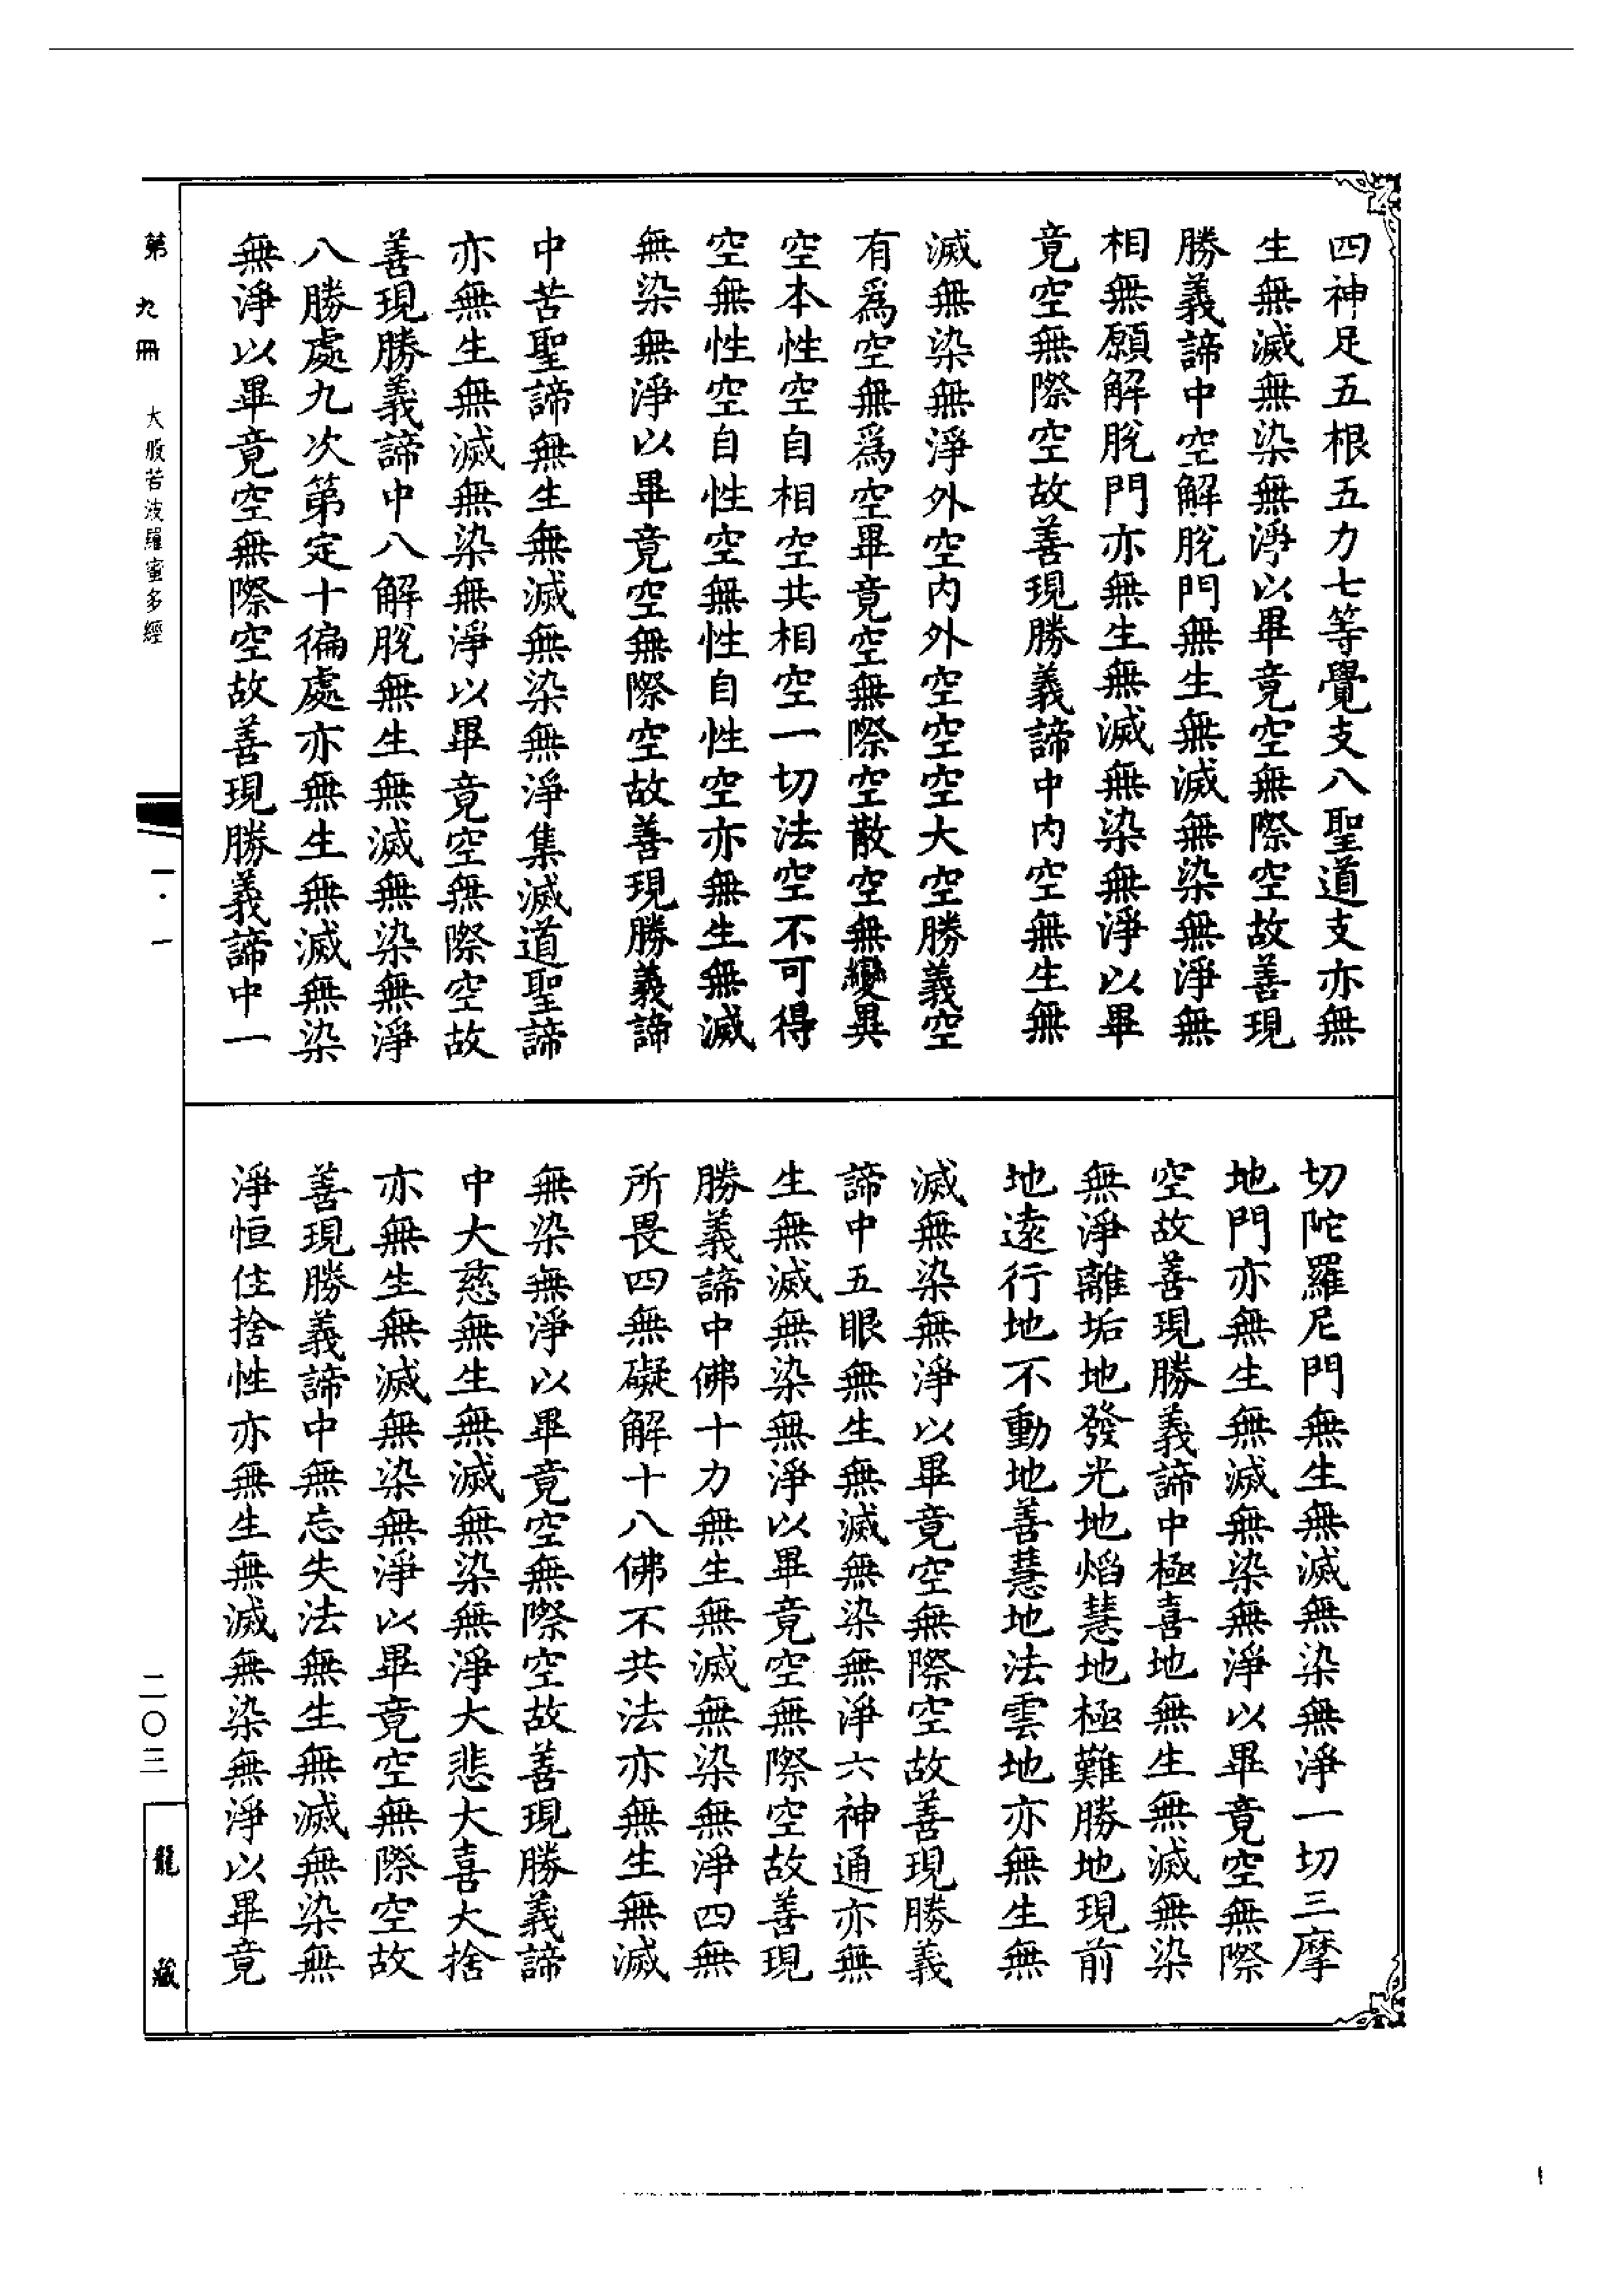 四神足五根五力七等覺支八聖道支亦無
生無滅無染無淨以畢竟空無際空故善現
勝義諦中空解脫門無生無滅無染無淨無
相無願解脫門亦無生無滅無染無淨以畢
竟空無際空故善現勝義諦中內空無生無
滅無染無淨外空內外空空空大空勝義空
有爲空無爲空畢竟空無際空散空無變異
空本性空自相空共相空一切法空不可得
空無性空自性空無性自性空亦無生無滅
無染無淨以畢竟空無際空故善現勝義諦
中苦聖諦無生無滅無染無淨集滅道聖諦
亦無生無滅無染無淨以畢竟空無際空故
善現勝義諦中八解脫無生無滅無染無淨
八勝處九次第定十徧處亦無生無滅無染
無淨以畢竟空無際空故善現勝義諦中一
切陀羅尼門無生無滅無染無淨一切三摩
地門亦無生無滅無染無淨以畢竟空無際
空故善現勝義諦中極喜地無生無滅無染
無淨離垢地發光地焰慧地極難勝地現前
地遠行地不動地善慧地法雲地亦無生無
滅無染無淨以畢竟空無際空故善現勝義
諦中五眼無生無滅無染無淨六神通亦無
生無滅無染無淨以畢竟空無際空故善現
勝義諦中佛十力無生無滅無染無淨四無
所畏四無礙解十八佛不共法亦無生無滅
無染無淨以畢竟空無際空故善現勝義諦
中大慈無生無滅無染無淨大悲大喜大捨
亦無生無滅無染無淨以畢竟空無際空故
善現勝義諦中無忘失法無生無滅無染無
淨恒住捨性亦無生無滅無染無淨以畢竟
第九冊 大般若波羅蜜多經
一·一
二〇三
龍藏